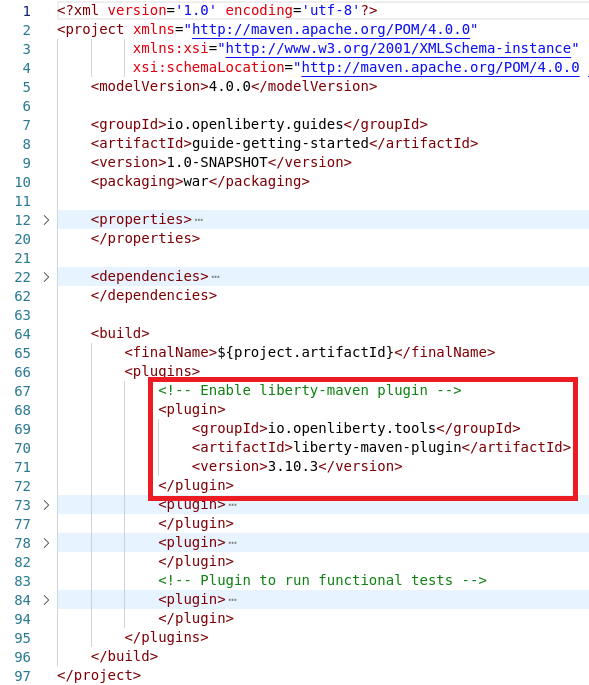 1 <?xml version='1.0' encoding='utf-8'?>
2 <project xmlns="http://maven.apache.org/POM/4.0.0"
3 xmlns:xsi="http://www.w3.org/2001/XMLSchema-instance"
4 xsi:schemaLocation="http://maven.apache.org/POM/4.0.0
5 <modelVersion>4.0.0</modelVersion>
6
7 <groupId>io.openliberty.guides</groupId>
8 <artifactId>guide-getting-started</artifactId>
9 <version>1.0-SNAPSHOT</version>
10 <packaging>war</packaging>
11
12 <properties>…
20 </properties>
21
22 <dependencies>…
62 </dependencies>
63
64 <build>
65 <finalName>${project.artifactId}</finalName>
66 <plugins>
67 <!-- Enable liberty-maven plugin -->
68 <plugin>
69 <groupId>io.openliberty.tools</groupId>
70 <artifactId>liberty-maven-plugin</artifactId>
71 <version>3.10.3</version>
72 </plugin>
73 <plugin>…
77 </plugin>
78 <plugin>…
82 </plugin>
83 <!-- Plugin to run functional tests -->
84 <plugin>…
94 </plugin>
95 </plugins>
96 </build>
97 </project>